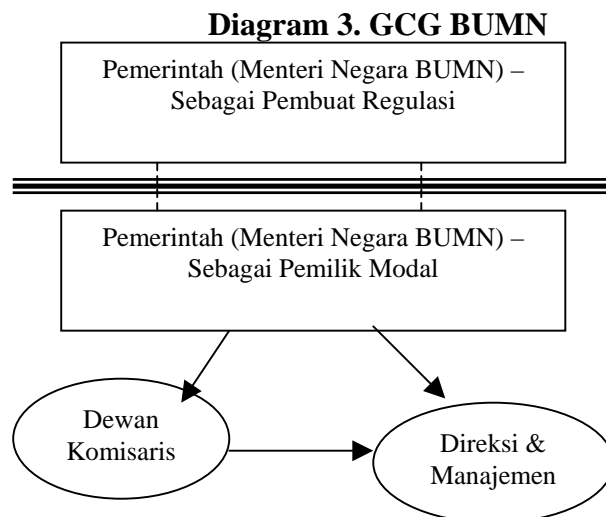 Diagram 3. GCG BUMN
Pemerintah (Menteri Negara BUMN) –
Sebagai Pembuat Regulasi
Pemerintah (Menteri Negara BUMN) –
Sebagai Pemilik Modal
Dewan
Komisaris
Direksi &
Manajemen